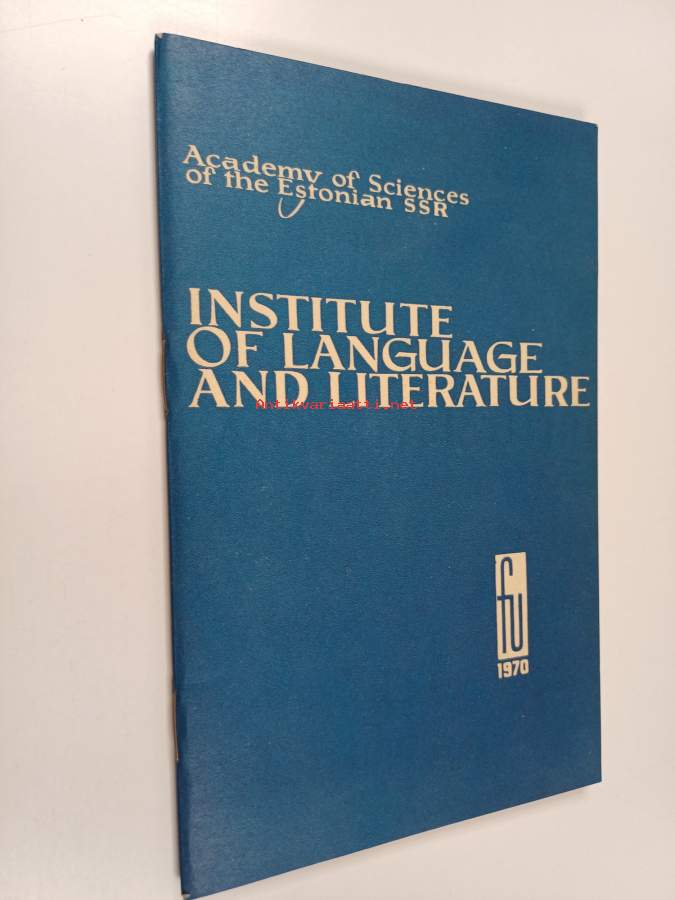 Academy of Sciences
of the Estonian SSR
INSTITUTE
OF LANGUAGE
AND LITERATURE
Antikvariaatti.net
fu
1970